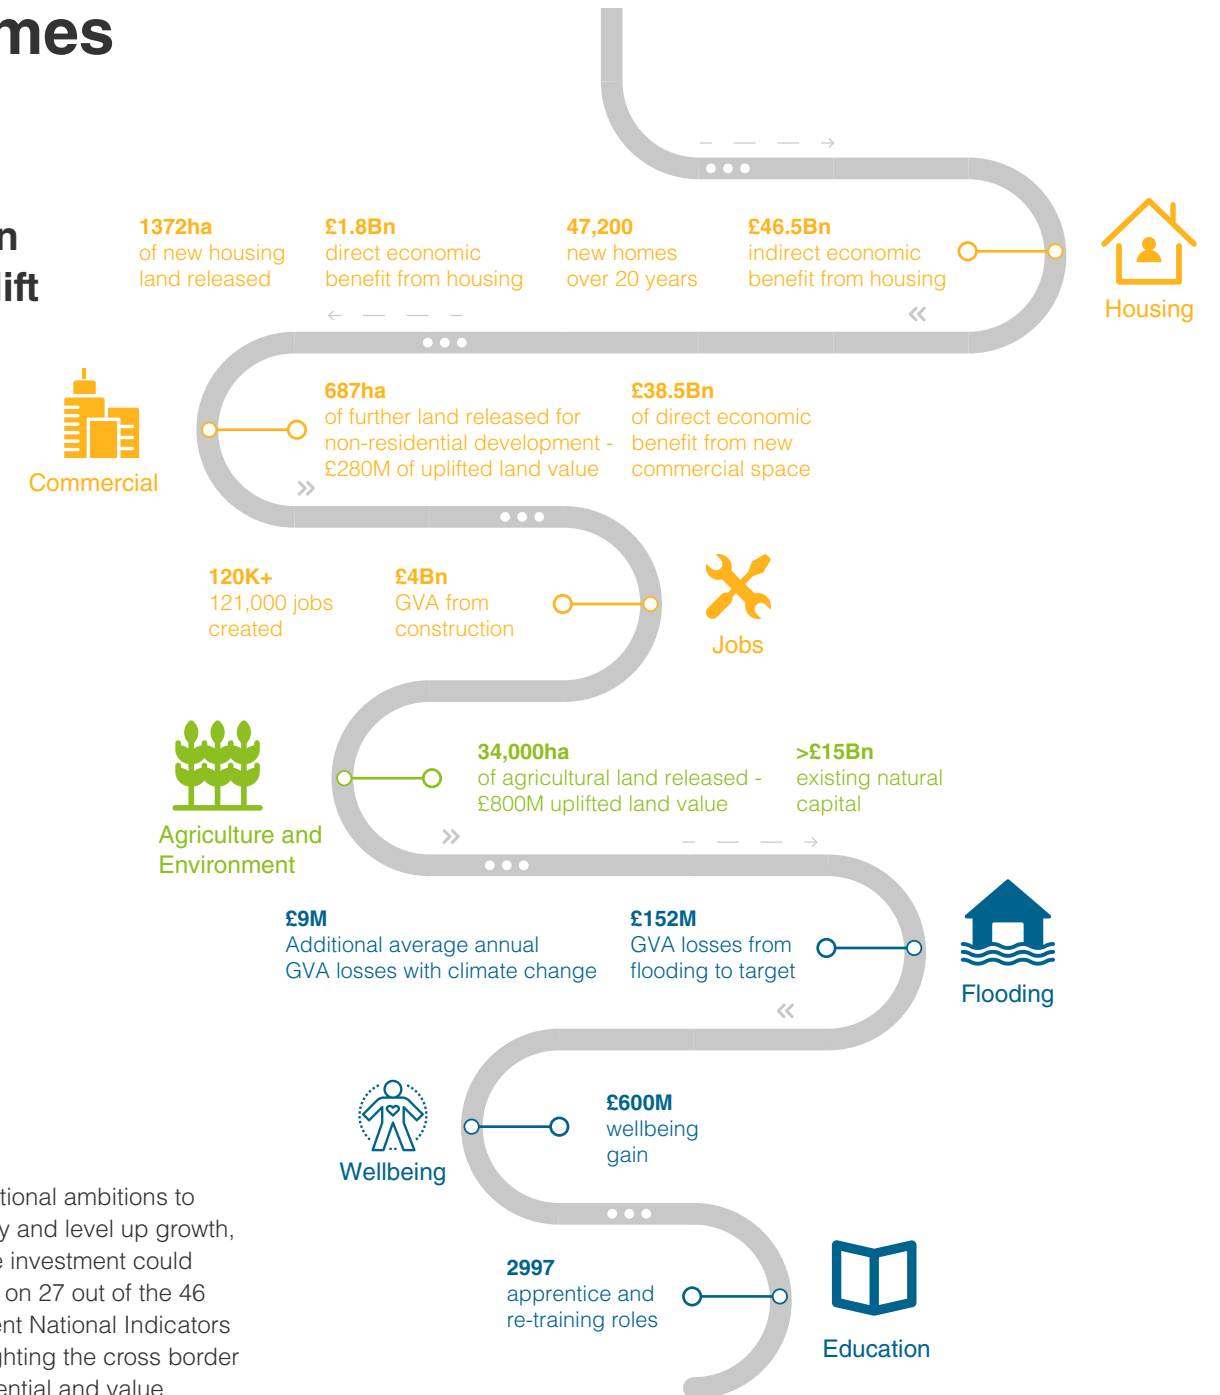 mes
n
lift
1372ha
of new housing
land released
£1.8Bn
direct economic
benefit from housing
47,200
new homes
over 20 years
£46.5Bn
indirect economic
benefit from housing
Housing
Commercial
687ha
of further land released for
non-residential development -
£280M of uplifted land value
£38.5Bn
of direct economic
benefit from new
commercial space
120K+
121,000 jobs
created
£4Bn
GVA from
construction
Jobs
Agriculture and
Environment
34,000ha
of agricultural land released -
£800M uplifted land value
>£15Bn
existing natural
capital
£9M
Additional average annual
GVA losses with climate change
£152M
GVA losses from
flooding to target
Flooding
Wellbeing
£600M
wellbeing
gain
tional ambitions to
y and level up growth,
e investment could
on 27 out of the 46
ent National Indicators
ghting the cross border
ential and value.
2997
apprentice and
re-training roles
Education